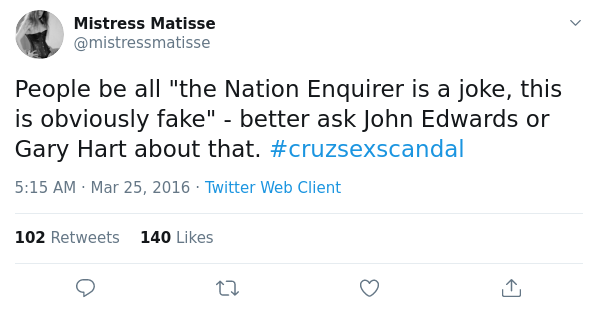 Mistress Matisse
@mistressmatisse
People be all "the Nation Enquirer is a joke, this
is obviously fake" - better ask John Edwards or
Gary Hart about that. #cruzsexscandal
5:15 AM · Mar 25, 2016 · Twitter Web Client
102 Retweets 140 Likes